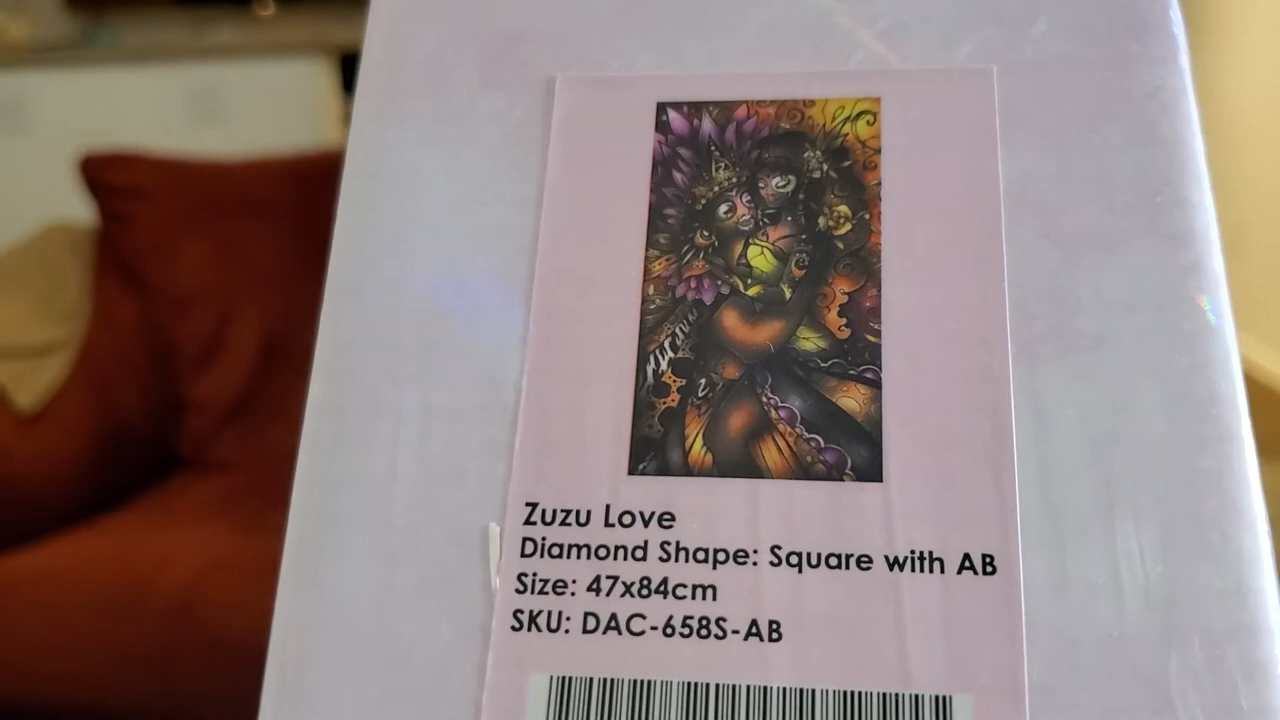 Zuzu Love
Diamond Shape: Square with AB
Size: 47x84cm
SKU: DAC-658S-AB